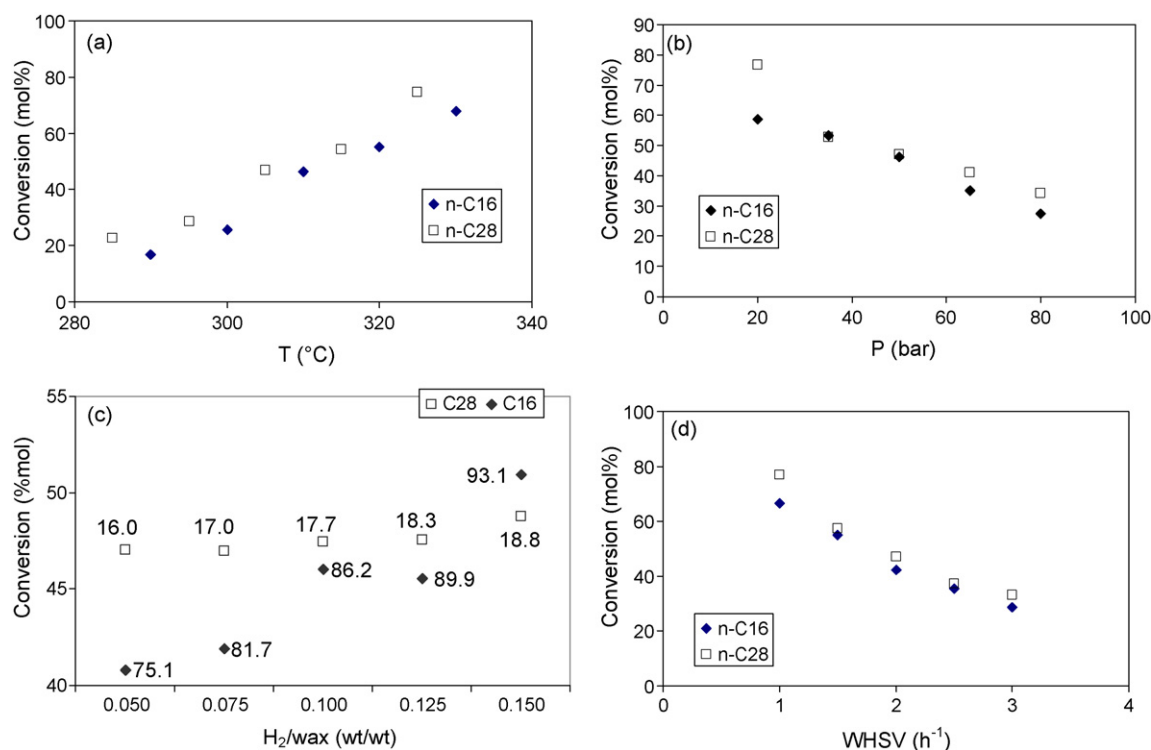 (a)
100
80
60
40
20
0
280 300 320 340
Conversion (mol%)
T (°C)
n-C16
n-C28
(b)
90
80
70
60
50
40
30
20
10
0
0 20 40 60 80 100
Conversion (mol%)
P (bar)
n-C16
n-C28
(c)
C28 C16
55
50
45
40
Conversion (%mol)
93.1
16.0 17.0 17.7 18.3 18.8
86.2 89.9
81.7
75.1
0.050 0.075 0.100 0.125 0.150
H₂/wax (wt/wt)
(d)
100
80
60
40
20
0
0 1 2 3 4
Conversion (mol%)
WHSV (h⁻¹)
n-C16
n-C28